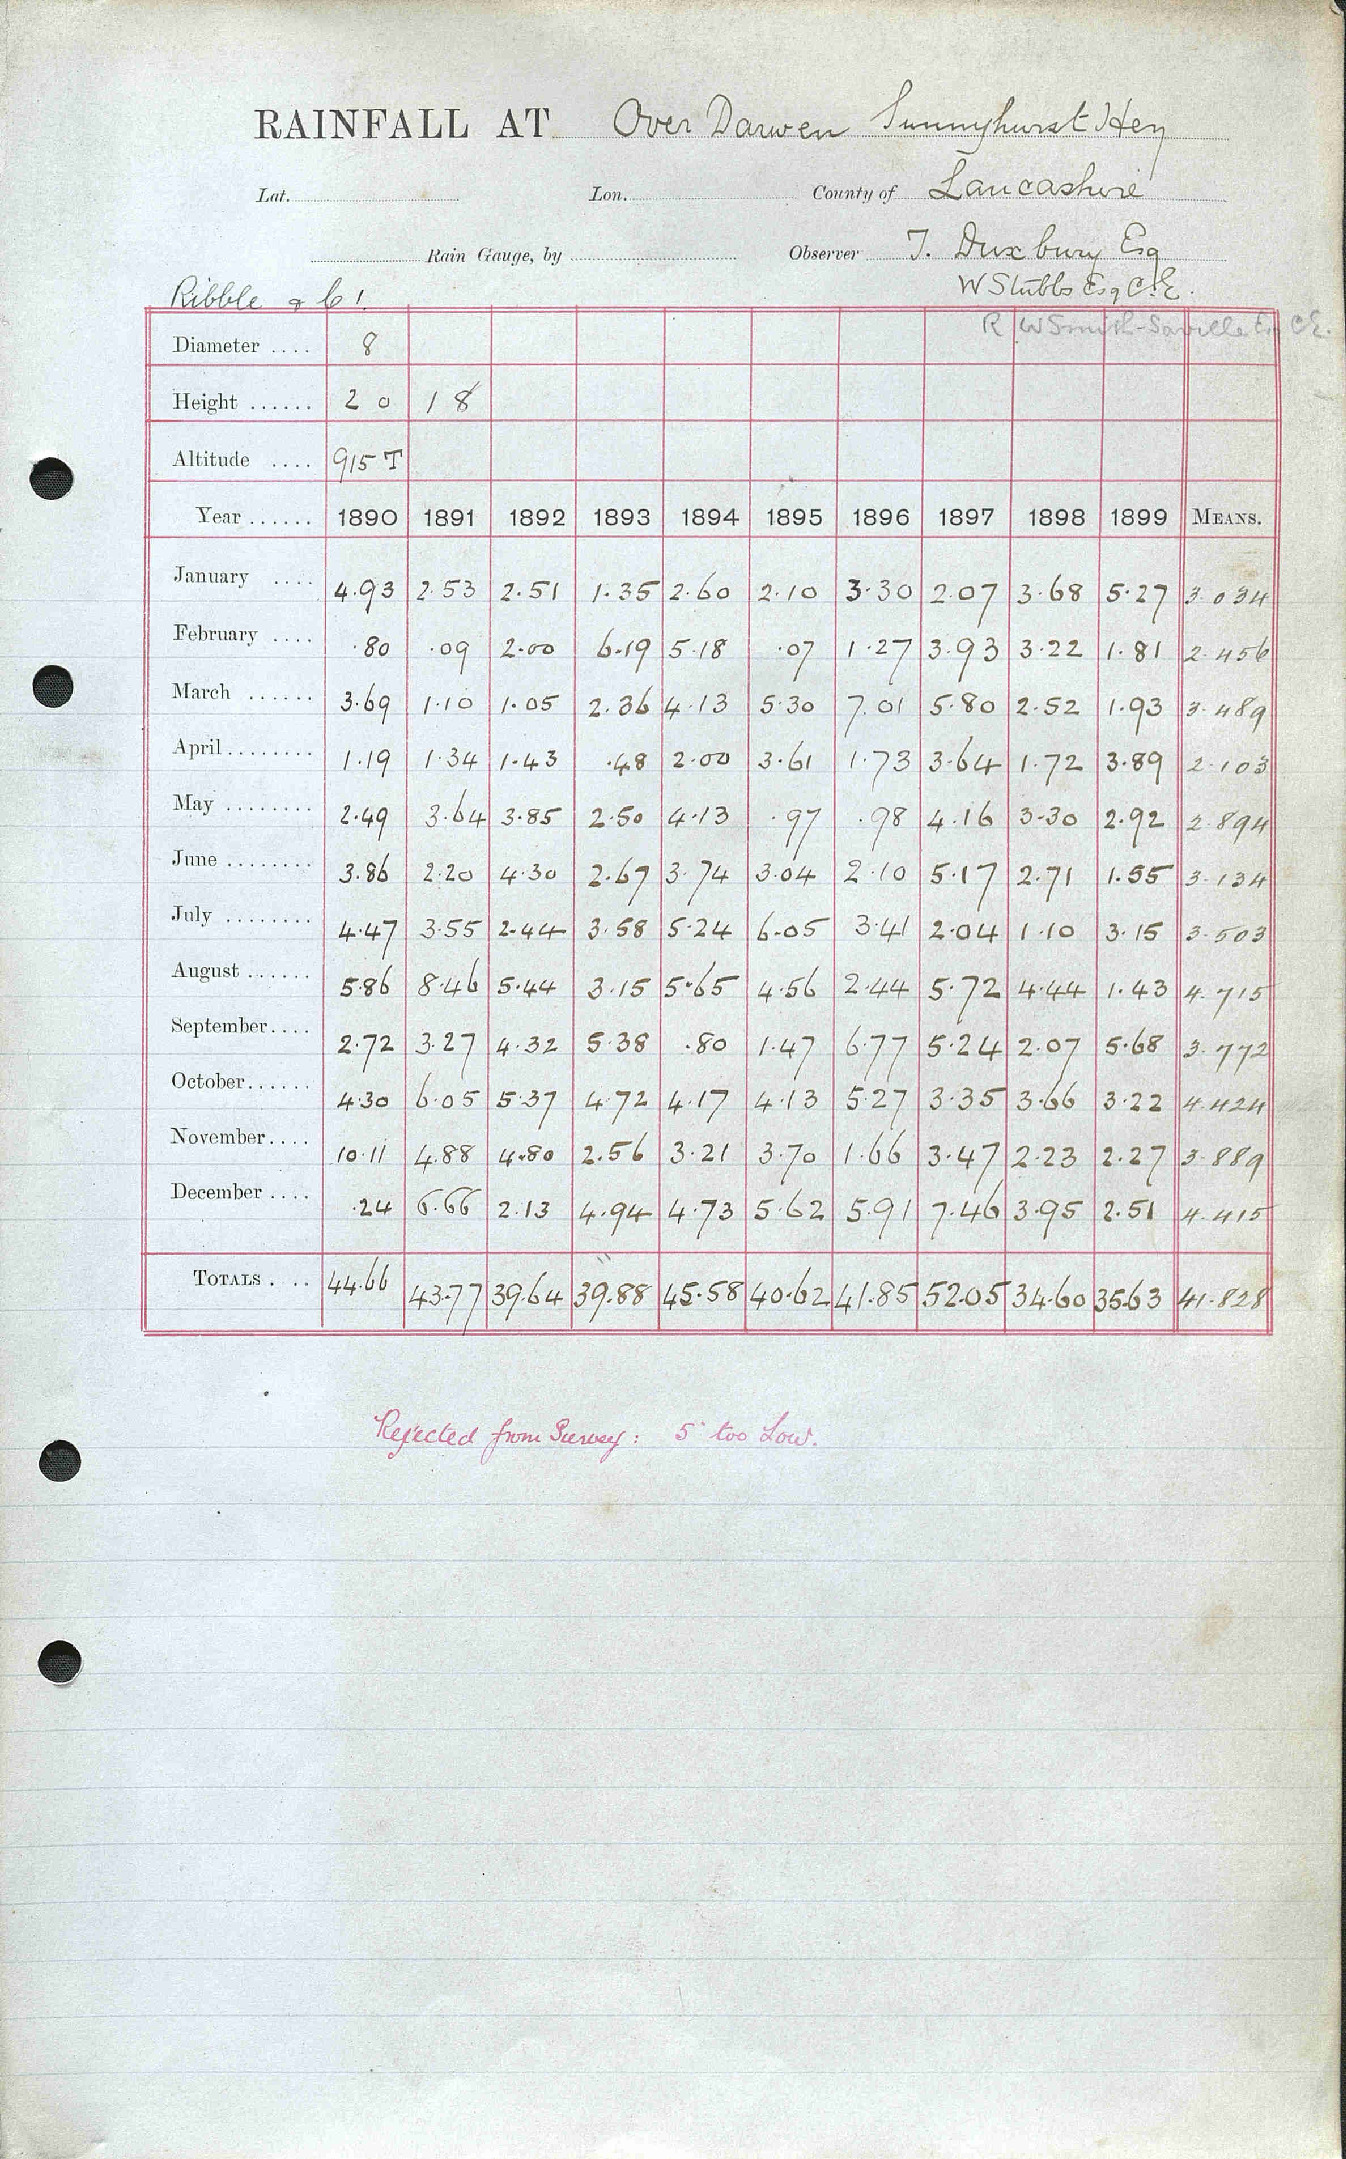 RAINFALL AT Over Darwen Sunnyhurst Hey
Lat. Lon. County of Lancashire
Rain Gauge, by Observer T. Duxbury Esq
Ribble & c 1. W Stubbs Esq C.E.
R W Smith-Saville Esq C.E.
Diameter .... 8
Height ...... 2 0 1 8
Altitude .... 915 T
Year ...... 1890 1891 1892 1893 1894 1895 1896 1897 1898 1899 MEANS.
January .... 4.93 2.53 2.51 1.35 2.60 2.10 3.30 2.07 3.68 5.27 3.034
February .... .80 .09 2.00 6.19 5.18 .07 1.27 3.93 3.22 1.81 2.456
March ...... 3.69 1.10 1.05 2.36 4.13 5.30 7.01 5.80 2.52 1.93 3.489
April ........ 1.19 1.34 1.43 .48 2.00 3.61 1.73 3.64 1.72 3.89 2.103
May ........ 2.49 3.64 3.85 2.50 4.13 .97 .98 4.16 3.30 2.92 2.894
June ........ 3.86 2.20 4.30 2.67 3.74 3.04 2.10 5.17 2.71 1.55 3.134
July ........ 4.47 3.55 2.44 3.58 5.24 6.05 3.41 2.04 1.10 3.15 3.503
August ...... 5.86 8.46 5.44 3.15 5.65 4.56 2.44 5.72 4.44 1.43 4.715
September .... 2.72 3.27 4.32 5.38 .80 1.47 6.77 5.24 2.07 5.68 3.772
October ...... 4.30 6.05 5.37 4.72 4.17 4.13 5.27 3.35 3.66 3.22 4.424
November .... 10.11 4.88 4.80 2.56 3.21 3.70 1.66 3.47 2.23 2.27 3.889
December .... .24 6.66 2.13 4.94 4.73 5.62 5.91 7.46 3.95 2.51 4.415
TOTALS .... 44.66 43.77 39.64 39.88 45.58 40.62 41.85 52.05 34.60 35.63 41.828
Rejected from Survey: 5" too Low.